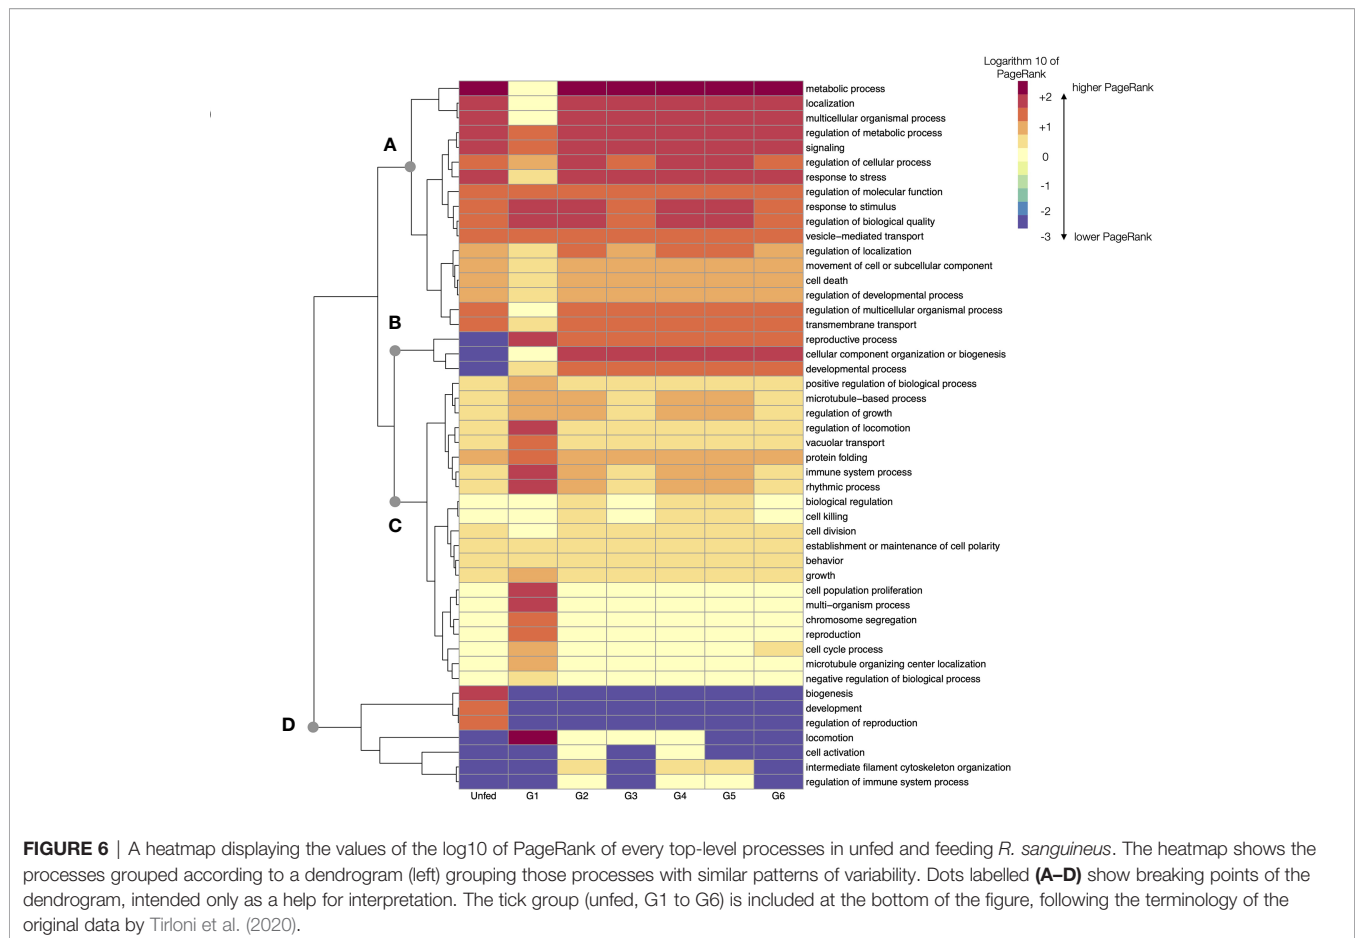 Logarithm 10 of
PageRank
higher PageRank
+2
+1
0
-1
-2
-3
lower PageRank
A
B
C
D
metabolic process
localization
multicellular organismal process
regulation of metabolic process
signaling
regulation of cellular process
response to stress
regulation of molecular function
response to stimulus
regulation of biological quality
vesicle−mediated transport
regulation of localization
movement of cell or subcellular component
cell death
regulation of developmental process
regulation of multicellular organismal process
transmembrane transport
reproductive process
cellular component organization or biogenesis
developmental process
positive regulation of biological process
microtubule−based process
regulation of growth
regulation of locomotion
vacuolar transport
protein folding
immune system process
rhythmic process
biological regulation
cell killing
cell division
establishment or maintenance of cell polarity
behavior
growth
cell population proliferation
multi−organism process
chromosome segregation
reproduction
cell cycle process
microtubule organizing center localization
negative regulation of biological process
biogenesis
development
regulation of reproduction
locomotion
cell activation
intermediate filament cytoskeleton organization
regulation of immune system process
Unfed G1 G2 G3 G4 G5 G6
FIGURE 6 | A heatmap displaying the values of the log10 of PageRank of every top-level processes in unfed and feeding R. sanguineus. The heatmap shows the
processes grouped according to a dendrogram (left) grouping those processes with similar patterns of variability. Dots labelled (A–D) show breaking points of the
dendrogram, intended only as a help for interpretation. The tick group (unfed, G1 to G6) is included at the bottom of the figure, following the terminology of the
original data by Tirloni et al. (2020).